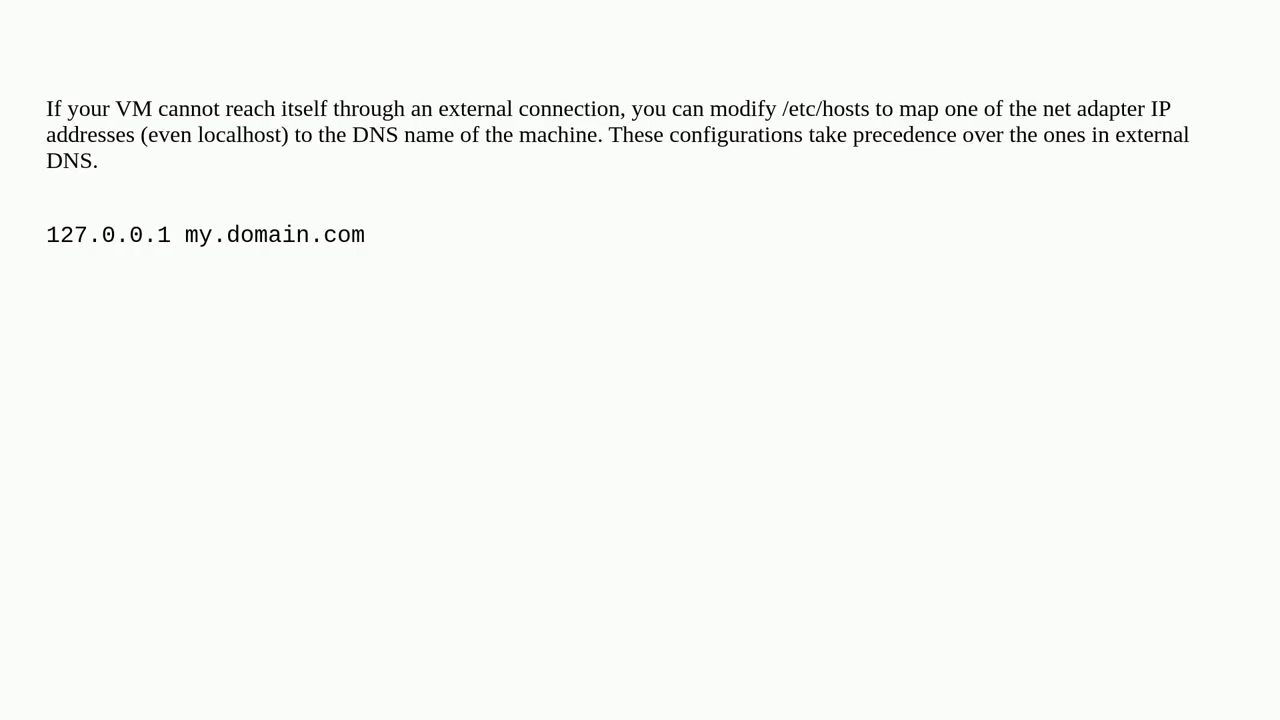 If your VM cannot reach itself through an external connection, you can modify /etc/hosts to map one of the net adapter IP
addresses (even localhost) to the DNS name of the machine. These configurations take precedence over the ones in external
DNS.
127.0.0.1 my.domain.com